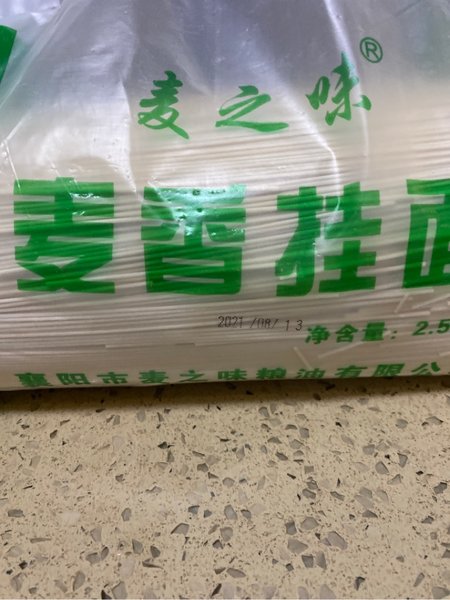 麦之味®
麦香挂面
2021/08/13
净含量: 2.5
襄阳市麦之味粮油有限公